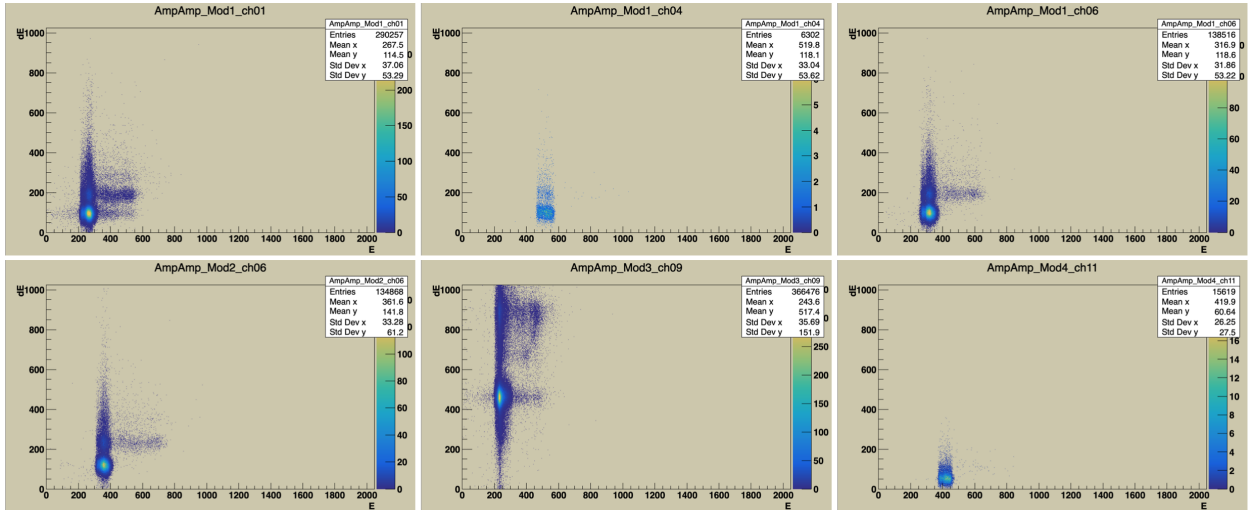 AmpAmp_Mod1_ch01
AmpAmp_Mod1_ch01
Entries 290257
Mean x 267.5
Mean y 114.5
Std Dev x 37.06
Std Dev y 53.29
dE
1000
800
600
400
200
0
0 200 400 600 800 1000 1200 1400 1600 1800 2000
E
200
150
100
50
0
AmpAmp_Mod1_ch04
AmpAmp_Mod1_ch04
Entries 6302
Mean x 519.8
Mean y 118.1
Std Dev x 33.04
Std Dev y 53.62
dE
1000
800
600
400
200
0
0 200 400 600 800 1000 1200 1400 1600 1800 2000
E
5
4
3
2
1
0
AmpAmp_Mod1_ch06
AmpAmp_Mod1_ch06
Entries 138516
Mean x 316.9
Mean y 118.6
Std Dev x 31.86
Std Dev y 53.22
dE
1000
800
600
400
200
0
0 200 400 600 800 1000 1200 1400 1600 1800 2000
E
80
60
40
20
0
AmpAmp_Mod2_ch06
AmpAmp_Mod2_ch06
Entries 134868
Mean x 361.6
Mean y 141.8
Std Dev x 33.28
Std Dev y 61.2
dE
1000
800
600
400
200
0
0 200 400 600 800 1000 1200 1400 1600 1800 2000
E
100
80
60
40
20
0
AmpAmp_Mod3_ch09
AmpAmp_Mod3_ch09
Entries 366476
Mean x 243.6
Mean y 517.4
Std Dev x 35.69
Std Dev y 151.9
dE
1000
800
600
400
200
0
0 200 400 600 800 1000 1200 1400 1600 1800 2000
E
250
200
150
100
50
0
AmpAmp_Mod4_ch11
AmpAmp_Mod4_ch11
Entries 15619
Mean x 419.9
Mean y 60.64
Std Dev x 26.25
Std Dev y 27.5
dE
1000
800
600
400
200
0
0 200 400 600 800 1000 1200 1400 1600 1800 2000
E
16
14
12
10
8
6
4
2
0